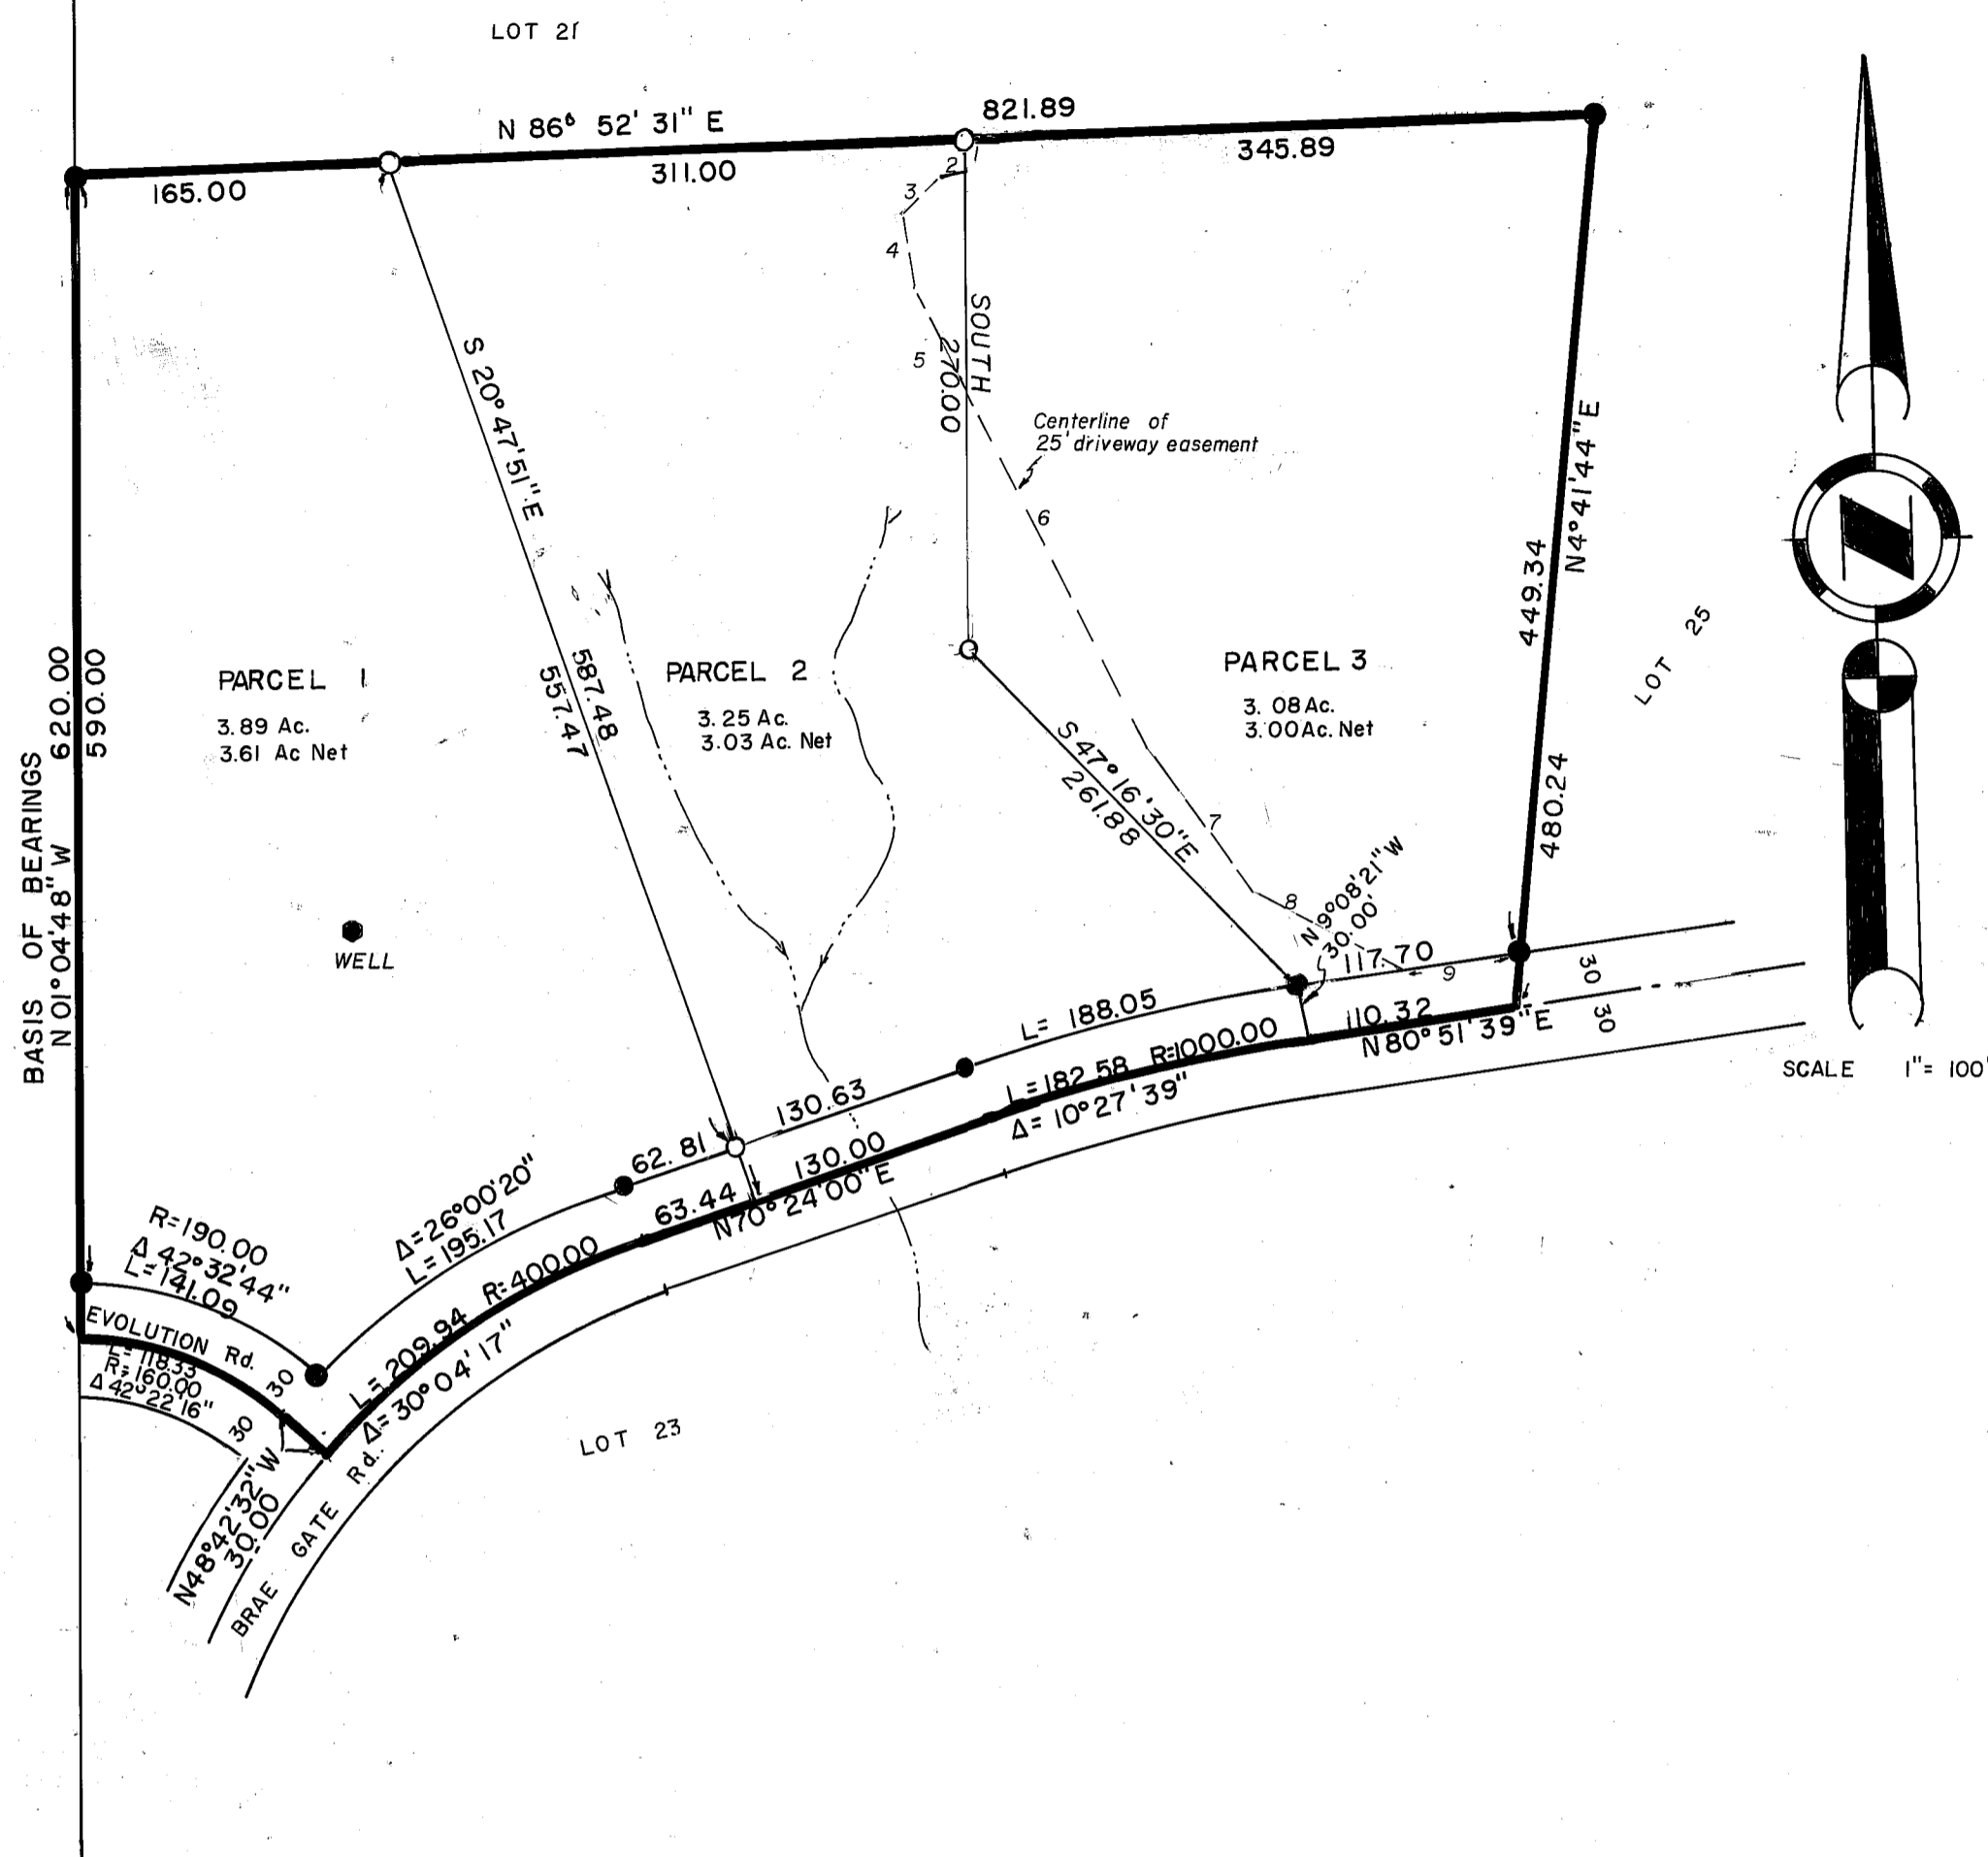 LOT 21
N 86° 52' 31" E
821.89
165.00
311.00
345.89
1
2
3
4
5
SOUTH
270.00
S 20°47'51" E
587.48
557.47
Centerline of
25' driveway easement
6
N4°41'44" E
449.34
480.24
LOT 25
PARCEL 1
3.89 Ac.
3.61 Ac Net
PARCEL 2
3.25 Ac.
3.03 Ac. Net
PARCEL 3
3.08 Ac.
3.00 Ac. Net
BASIS OF BEARINGS
N 01°04'48" W
620.00
590.00
S 47°16'30" E
261.88
7
8
N 9°08'21" W
30.00'
WELL
117.70
9
30
30
110.32
N 80°51'39" E
L= 188.05
L=182.58 R=1000.00
Δ= 10°27'39"
SCALE 1"= 100'
130.63
130.00
N70°24'00" E
62.81
63.44
Δ=26°00'20"
L=195.17
R=190.00
Δ 42°32'44"
L=141.09
EVOLUTION Rd.
L=118.33
R=160.00
Δ 42°22'16"
30
30
L=209.94 R=400.00
Δ=30°04'17"
LOT 23
N48°42'32" W
30.00
BRAE GATE Rd.
N